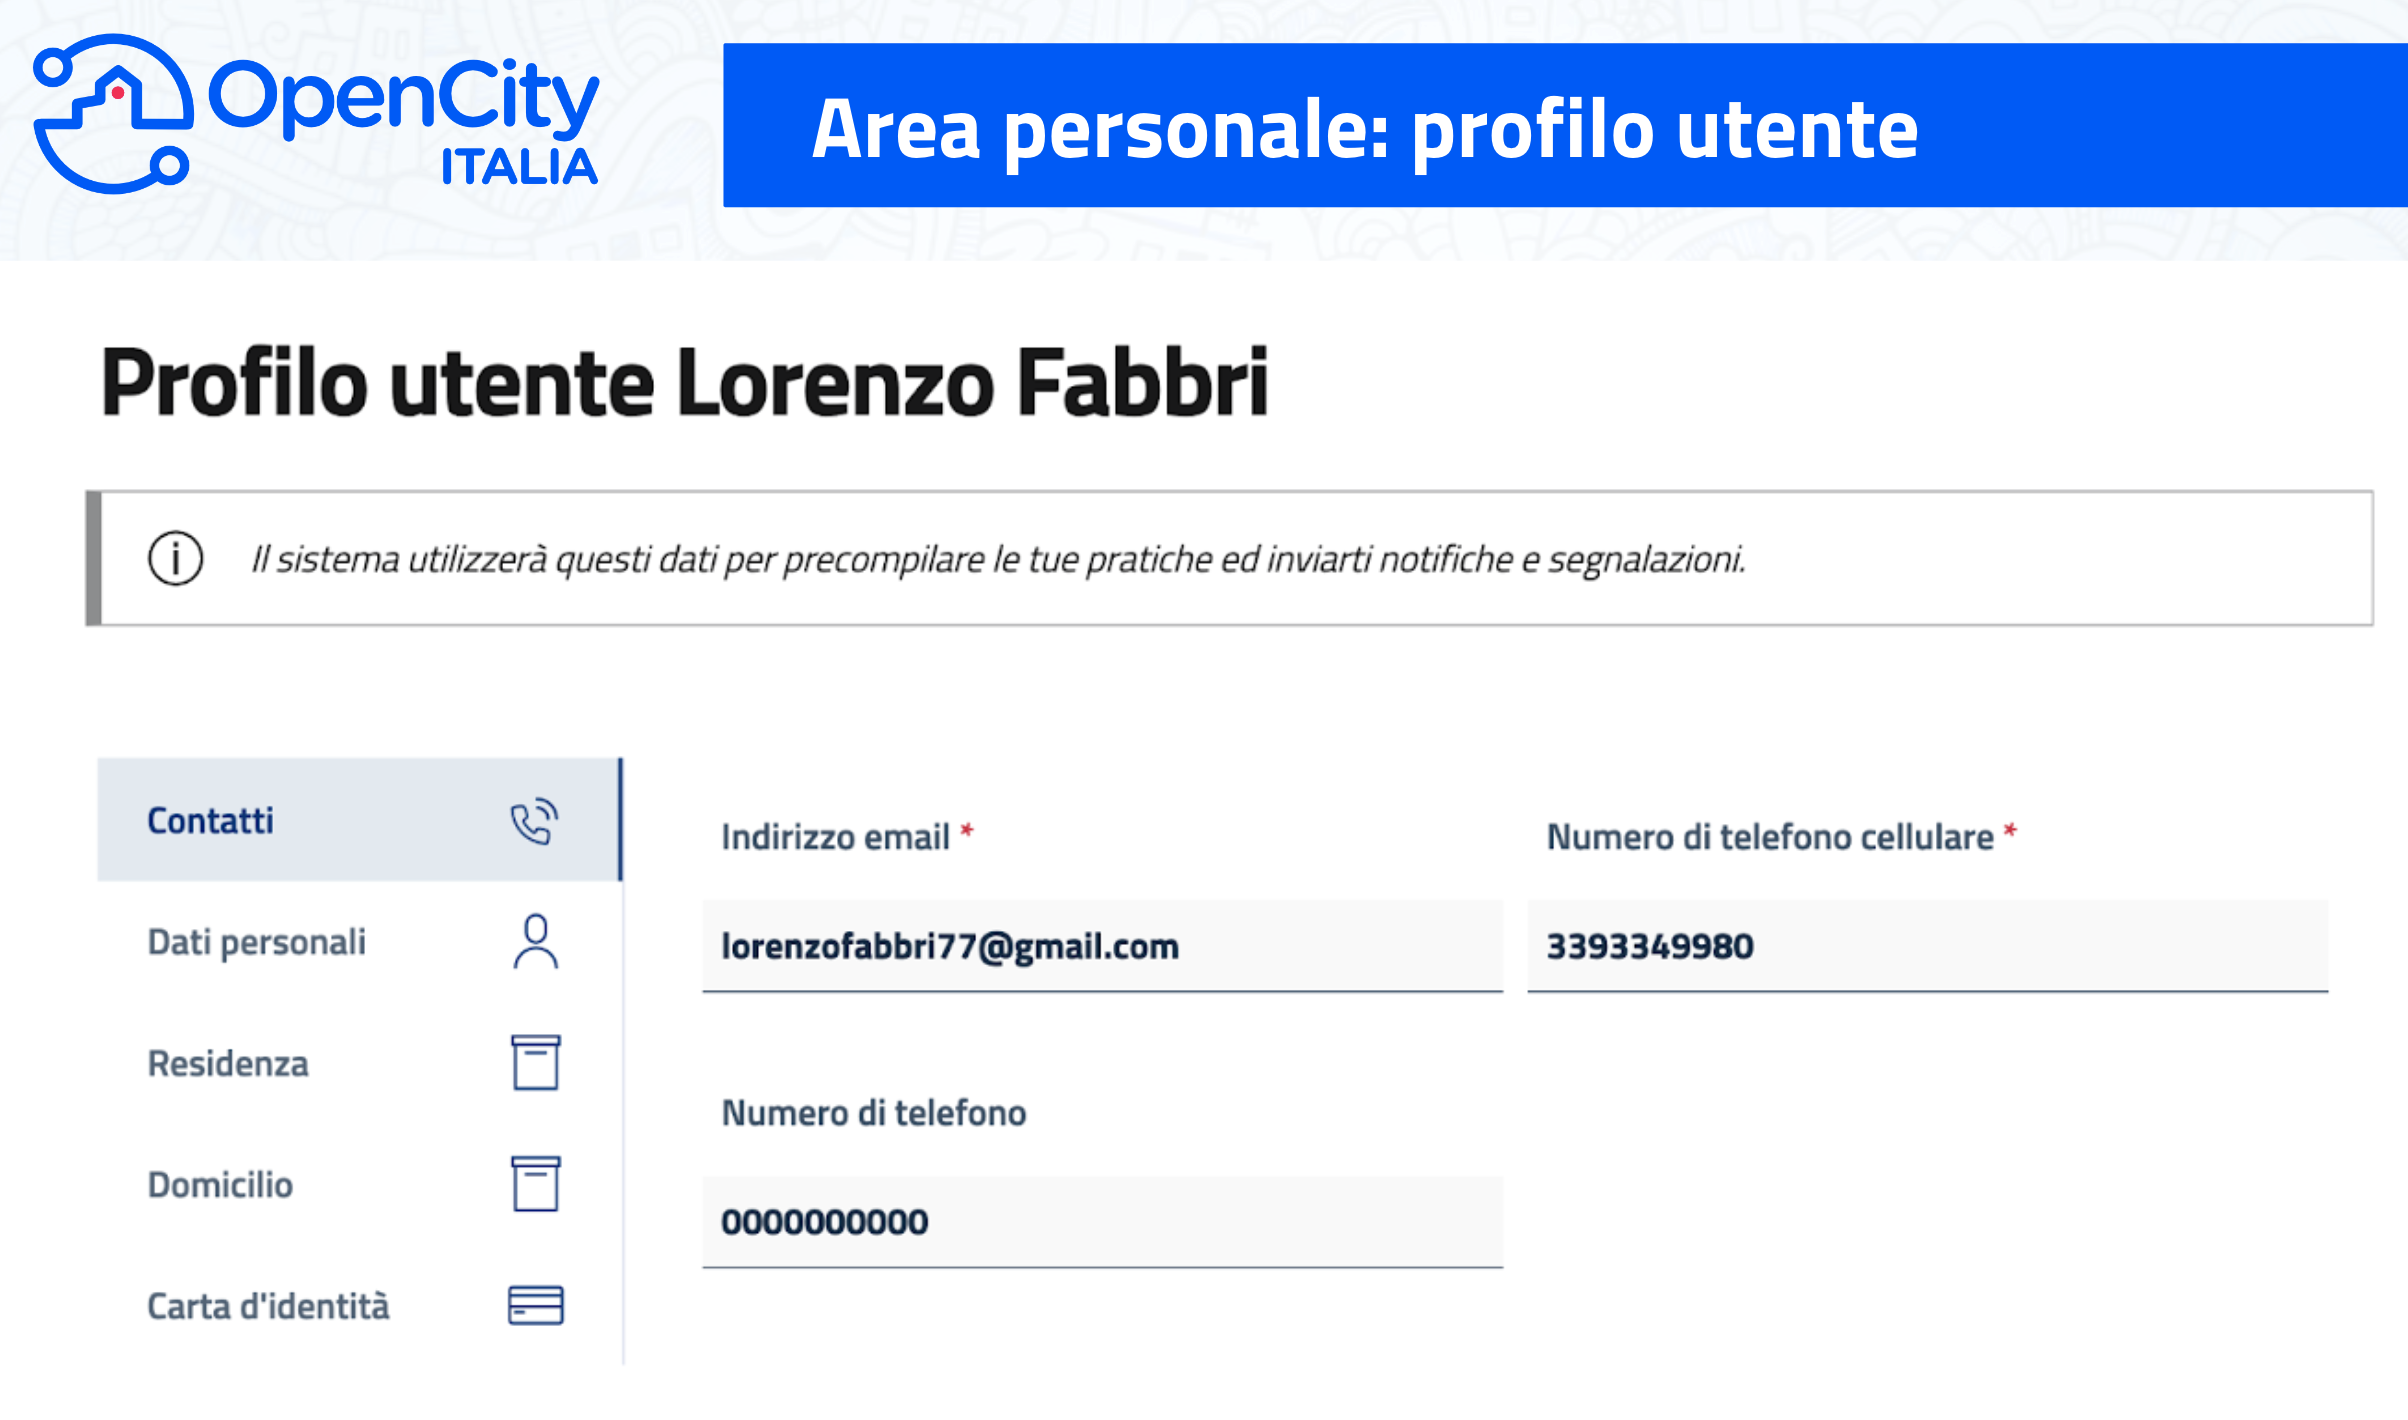 OpenCity
ITALIA
Area personale: profilo utente
Profilo utente Lorenzo Fabbri
Il sistema utilizzerà questi dati per precompilare le tue pratiche ed inviarti notifiche e segnalazioni.
Contatti
Dati personali
Residenza
Domicilio
Carta d'identità
Indirizzo email *
lorenzofabbri77@gmail.com
Numero di telefono cellulare *
3393349980
Numero di telefono
0000000000